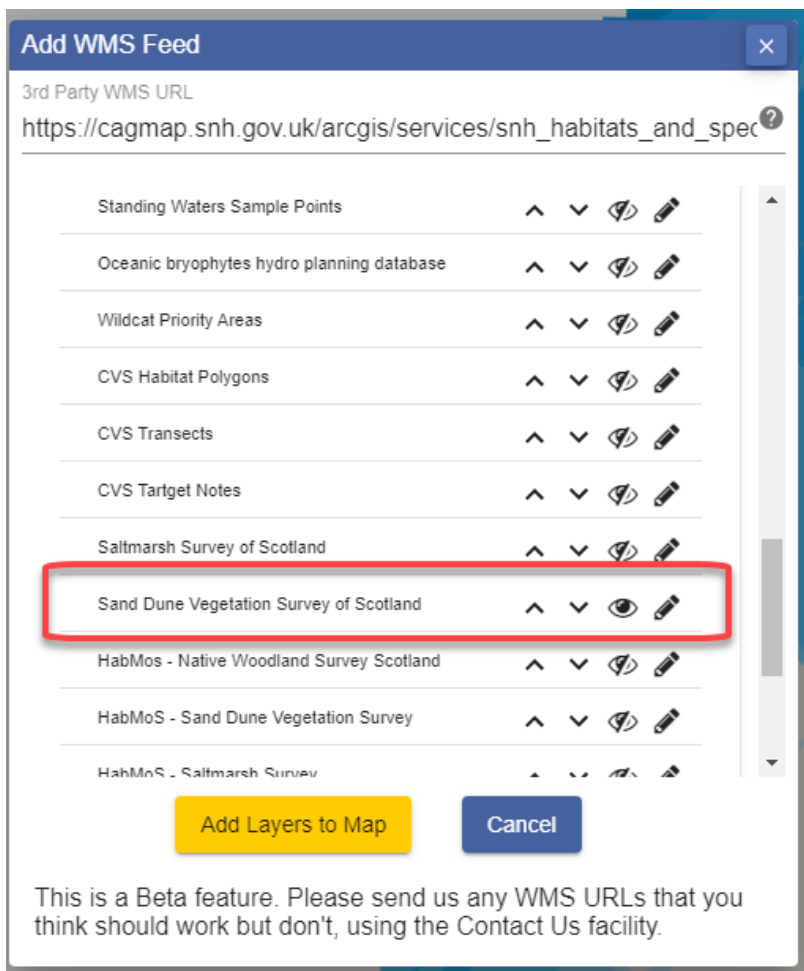 Add WMS Feed
3rd Party WMS URL
https://cagmap.snh.gov.uk/arcgis/services/snh_habitats_and_spec
Standing Waters Sample Points
Oceanic bryophytes hydro planning database
Wildcat Priority Areas
CVS Habitat Polygons
CVS Transects
CVS Tartget Notes
Saltmarsh Survey of Scotland
Sand Dune Vegetation Survey of Scotland
HabMos - Native Woodland Survey Scotland
HabMoS - Sand Dune Vegetation Survey
HabMoS - Saltmarsh Survey
Add Layers to Map
Cancel
This is a Beta feature. Please send us any WMS URLs that you
think should work but don't, using the Contact Us facility.